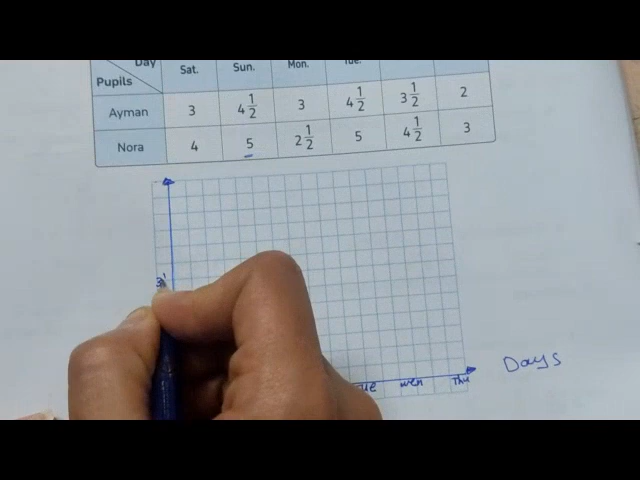 Day Sat. Sun. Mon. Tue.
Pupils
Ayman 3 4 1/2 3 4 1/2 3 1/2 2
Nora 4 5 2 1/2 5 4 1/2 3
Days
wen Thu